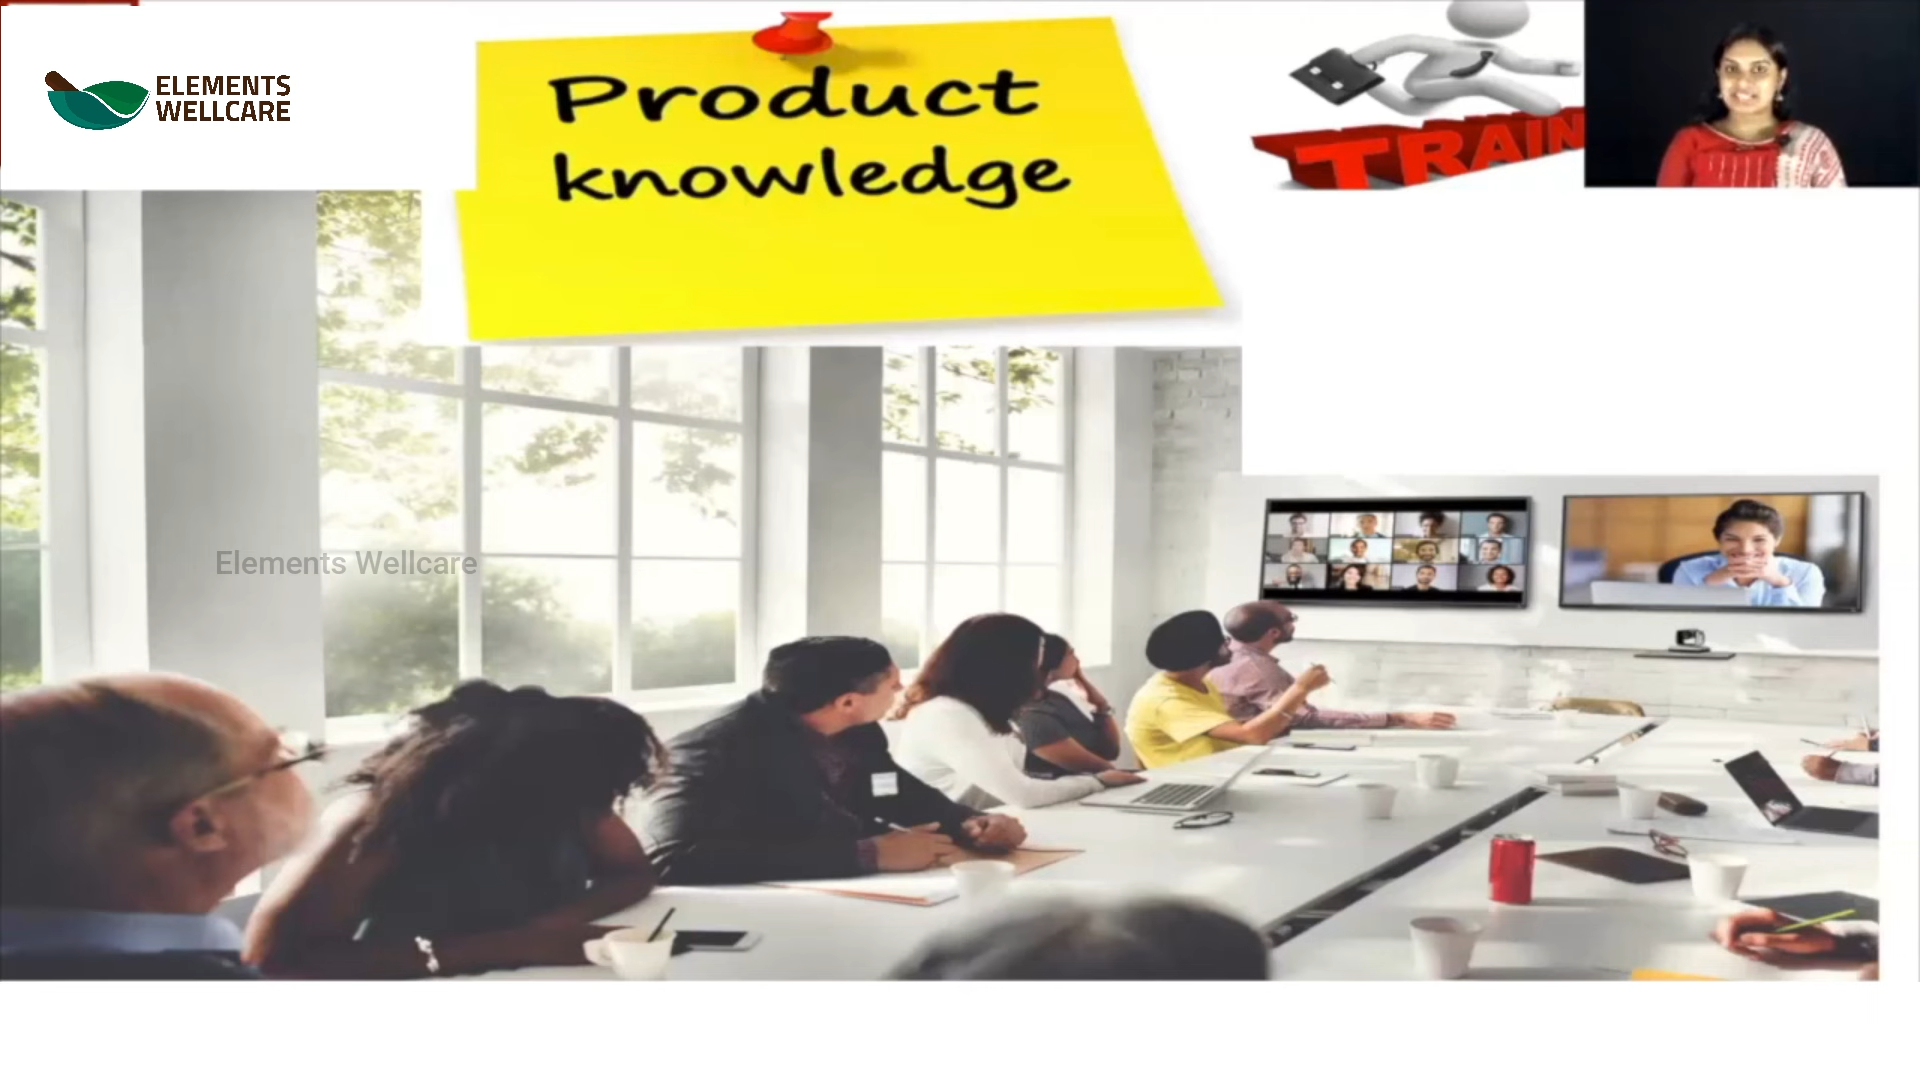 ELEMENTS
WELLCARE
Product
knowledge
TRAIN
Elements Wellcare